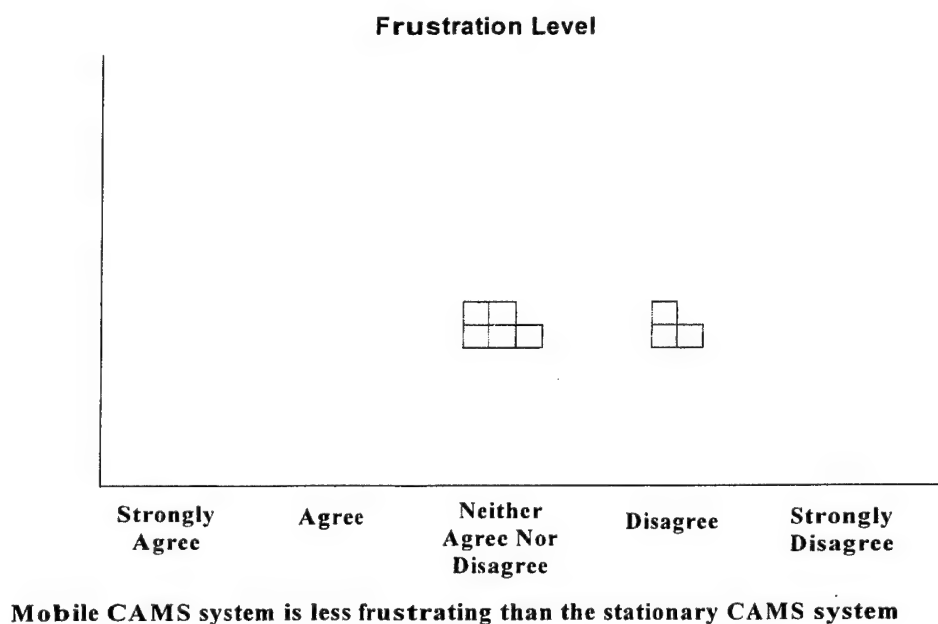 Frustration Level
Strongly
Agree
Agree
Neither
Agree Nor
Disagree
Disagree
Strongly
Disagree
Mobile CAMS system is less frustrating than the stationary CAMS system